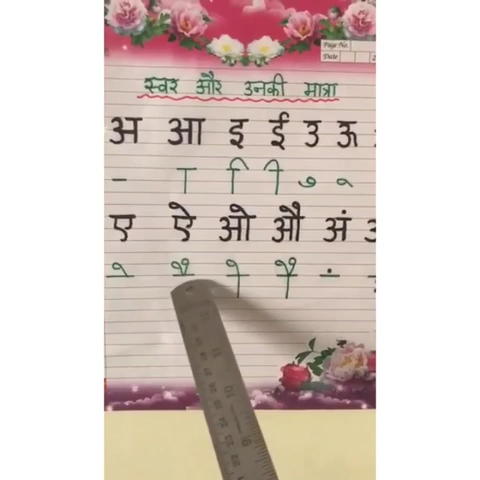 Page No.
Date
स्वर और उनकी मात्रा
अ आ इ ई उ ऊ
- ा ि ी ु ू
ए ऐ ओ औ अं
े ै ो ौ ं